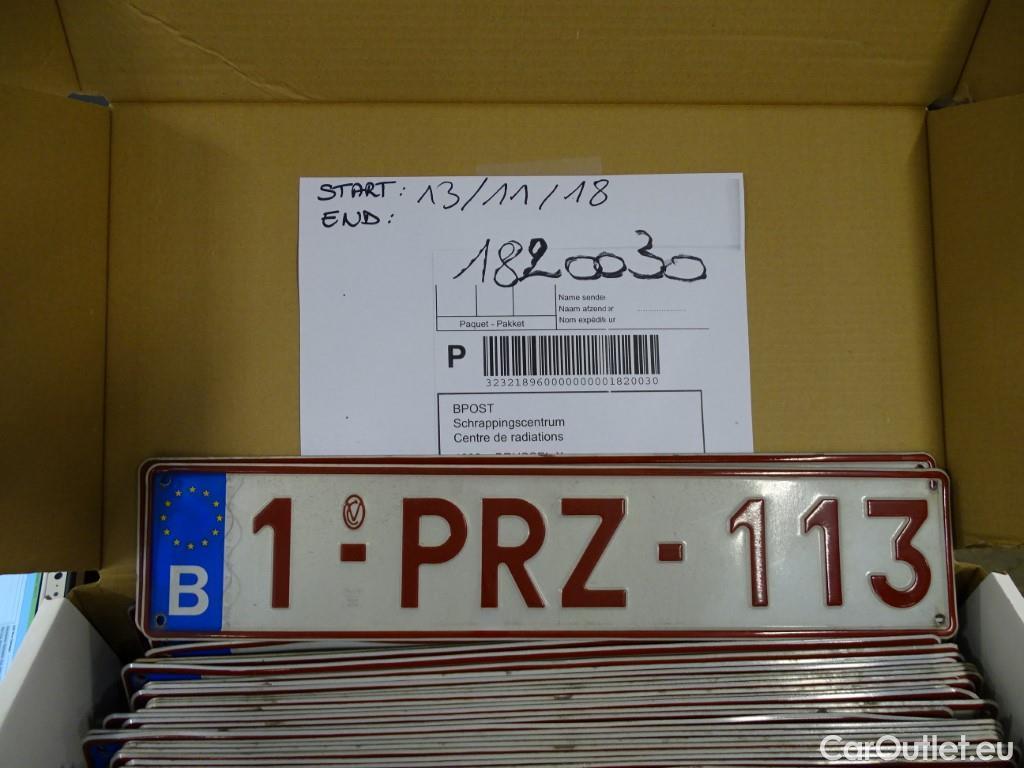 START: 13/11/18
END:
1820030
Name sender
Naam afzender ....................
Nom expéditeur
Paquet - Pakket
P
3232189600000000001820030
BPOST
Schrappingscentrum
Centre de radiations
B
1-PRZ-113
CarOutlet.eu